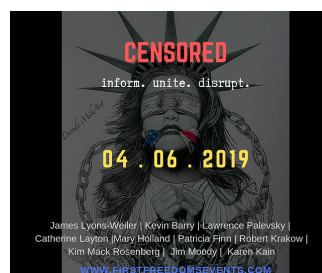 CENSORED
inform. unite. disrupt.
04 . 06 . 2019
James Lyons-Weiler | Kevin Barry | Lawrence Palevsky |
Catherine Layton |Mary Holland | Patricia Finn | Robert Krakow |
Kim Mack Rosenberg | Jim Moody | Karen Kain
WWW.FIRSTFREEDOMSEVENTS.COM